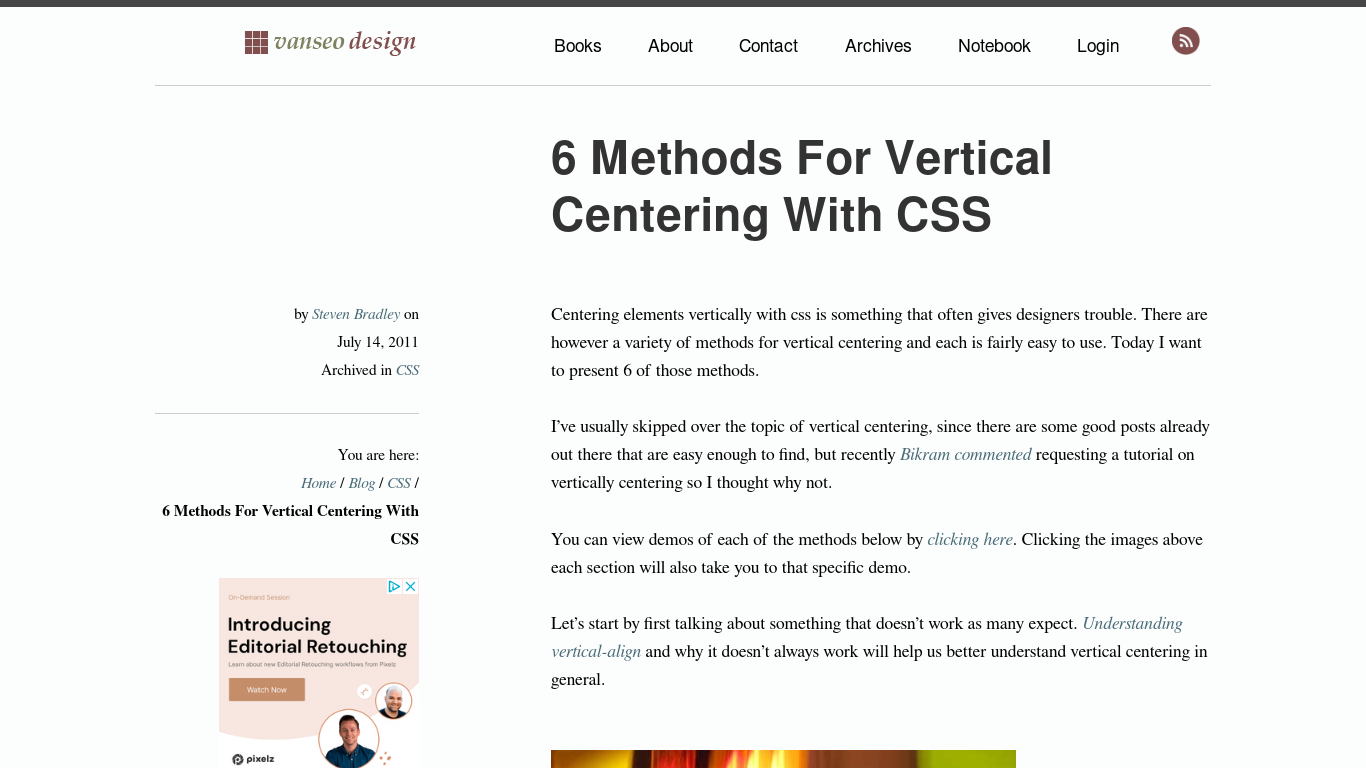 vanseo design
Books About Contact Archives Notebook Login
6 Methods For Vertical
Centering With CSS
by Steven Bradley on
July 14, 2011
Archived in CSS
You are here:
Home / Blog / CSS /
6 Methods For Vertical Centering With
CSS
On-Demand Session
Introducing
Editorial Retouching
Learn about new Editorial Retouching workflows from Pixelz
Watch Now
pixelz
Centering elements vertically with css is something that often gives designers trouble. There are
however a variety of methods for vertical centering and each is fairly easy to use. Today I want
to present 6 of those methods.
I’ve usually skipped over the topic of vertical centering, since there are some good posts already
out there that are easy enough to find, but recently Bikram commented requesting a tutorial on
vertically centering so I thought why not.
You can view demos of each of the methods below by clicking here. Clicking the images above
each section will also take you to that specific demo.
Let’s start by first talking about something that doesn’t work as many expect. Understanding
vertical-align and why it doesn’t always work will help us better understand vertical centering in
general.